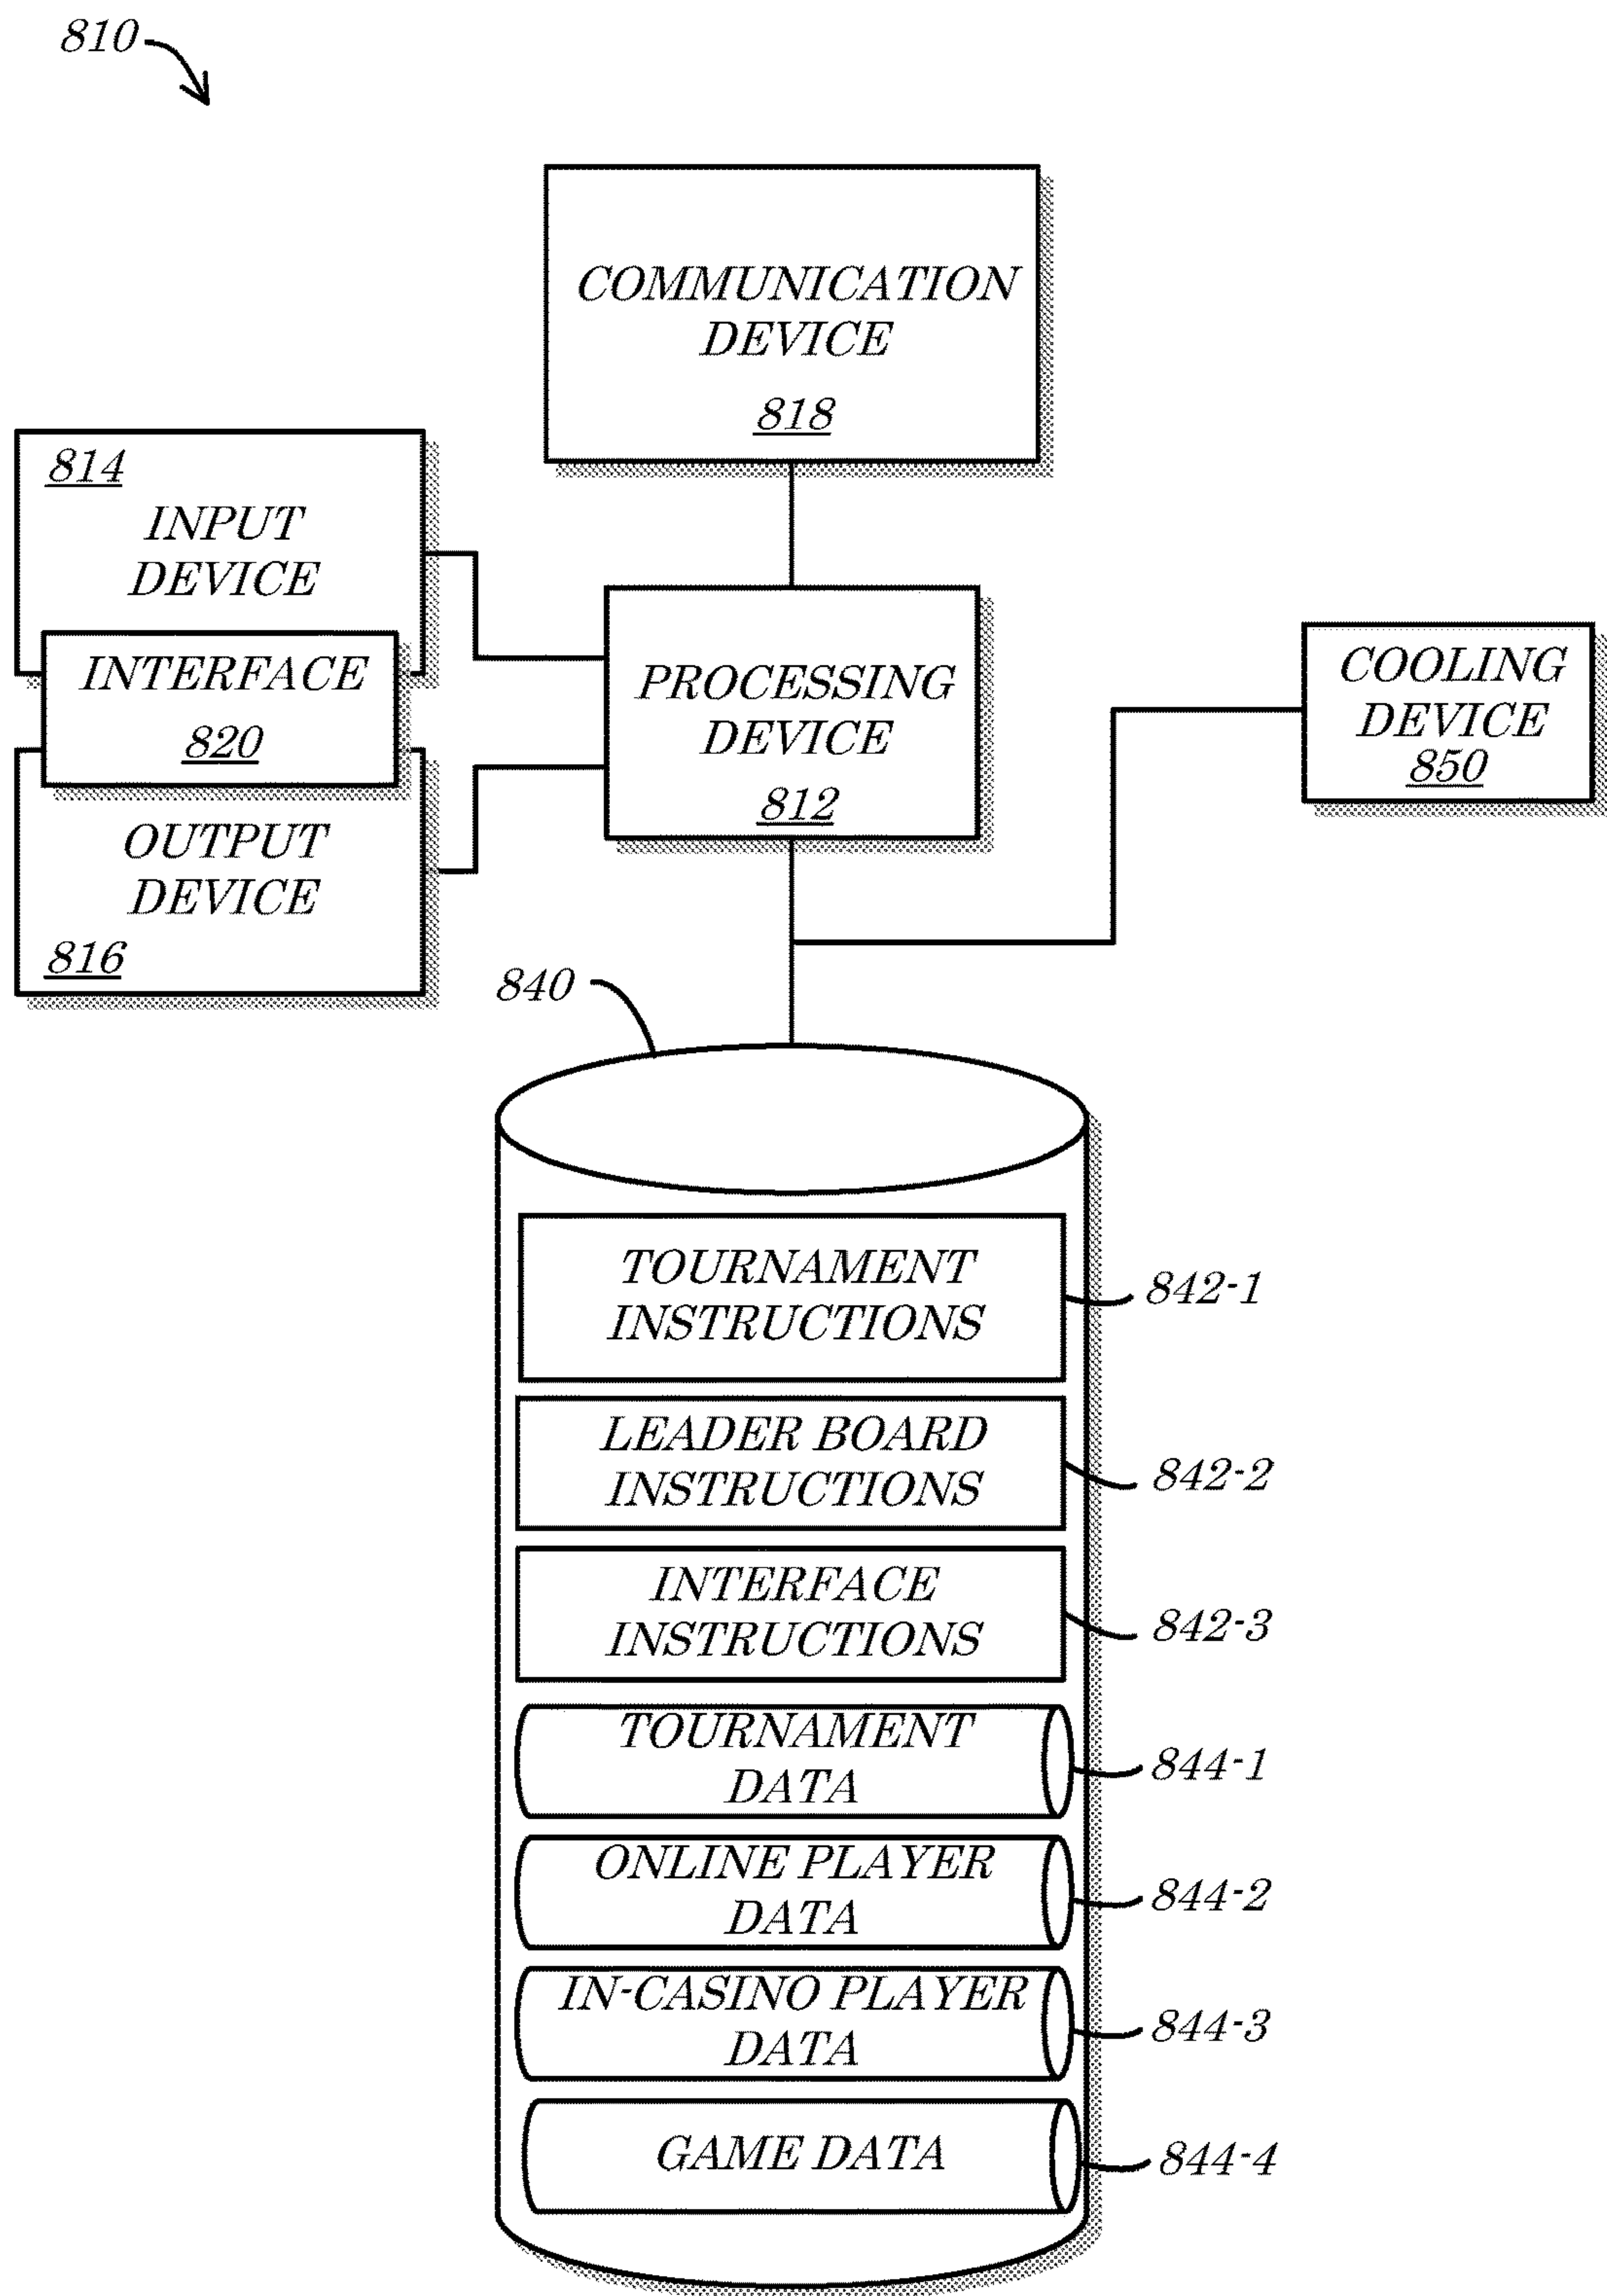 810
COMMUNICATION
DEVICE
818
814
INPUT
DEVICE
INTERFACE
820
OUTPUT
DEVICE
816
PROCESSING
DEVICE
812
COOLING
DEVICE
850
840
TOURNAMENT
INSTRUCTIONS
842-1
LEADER BOARD
INSTRUCTIONS
842-2
INTERFACE
INSTRUCTIONS
842-3
TOURNAMENT
DATA
844-1
ONLINE PLAYER
DATA
844-2
IN-CASINO PLAYER
DATA
844-3
GAME DATA
844-4